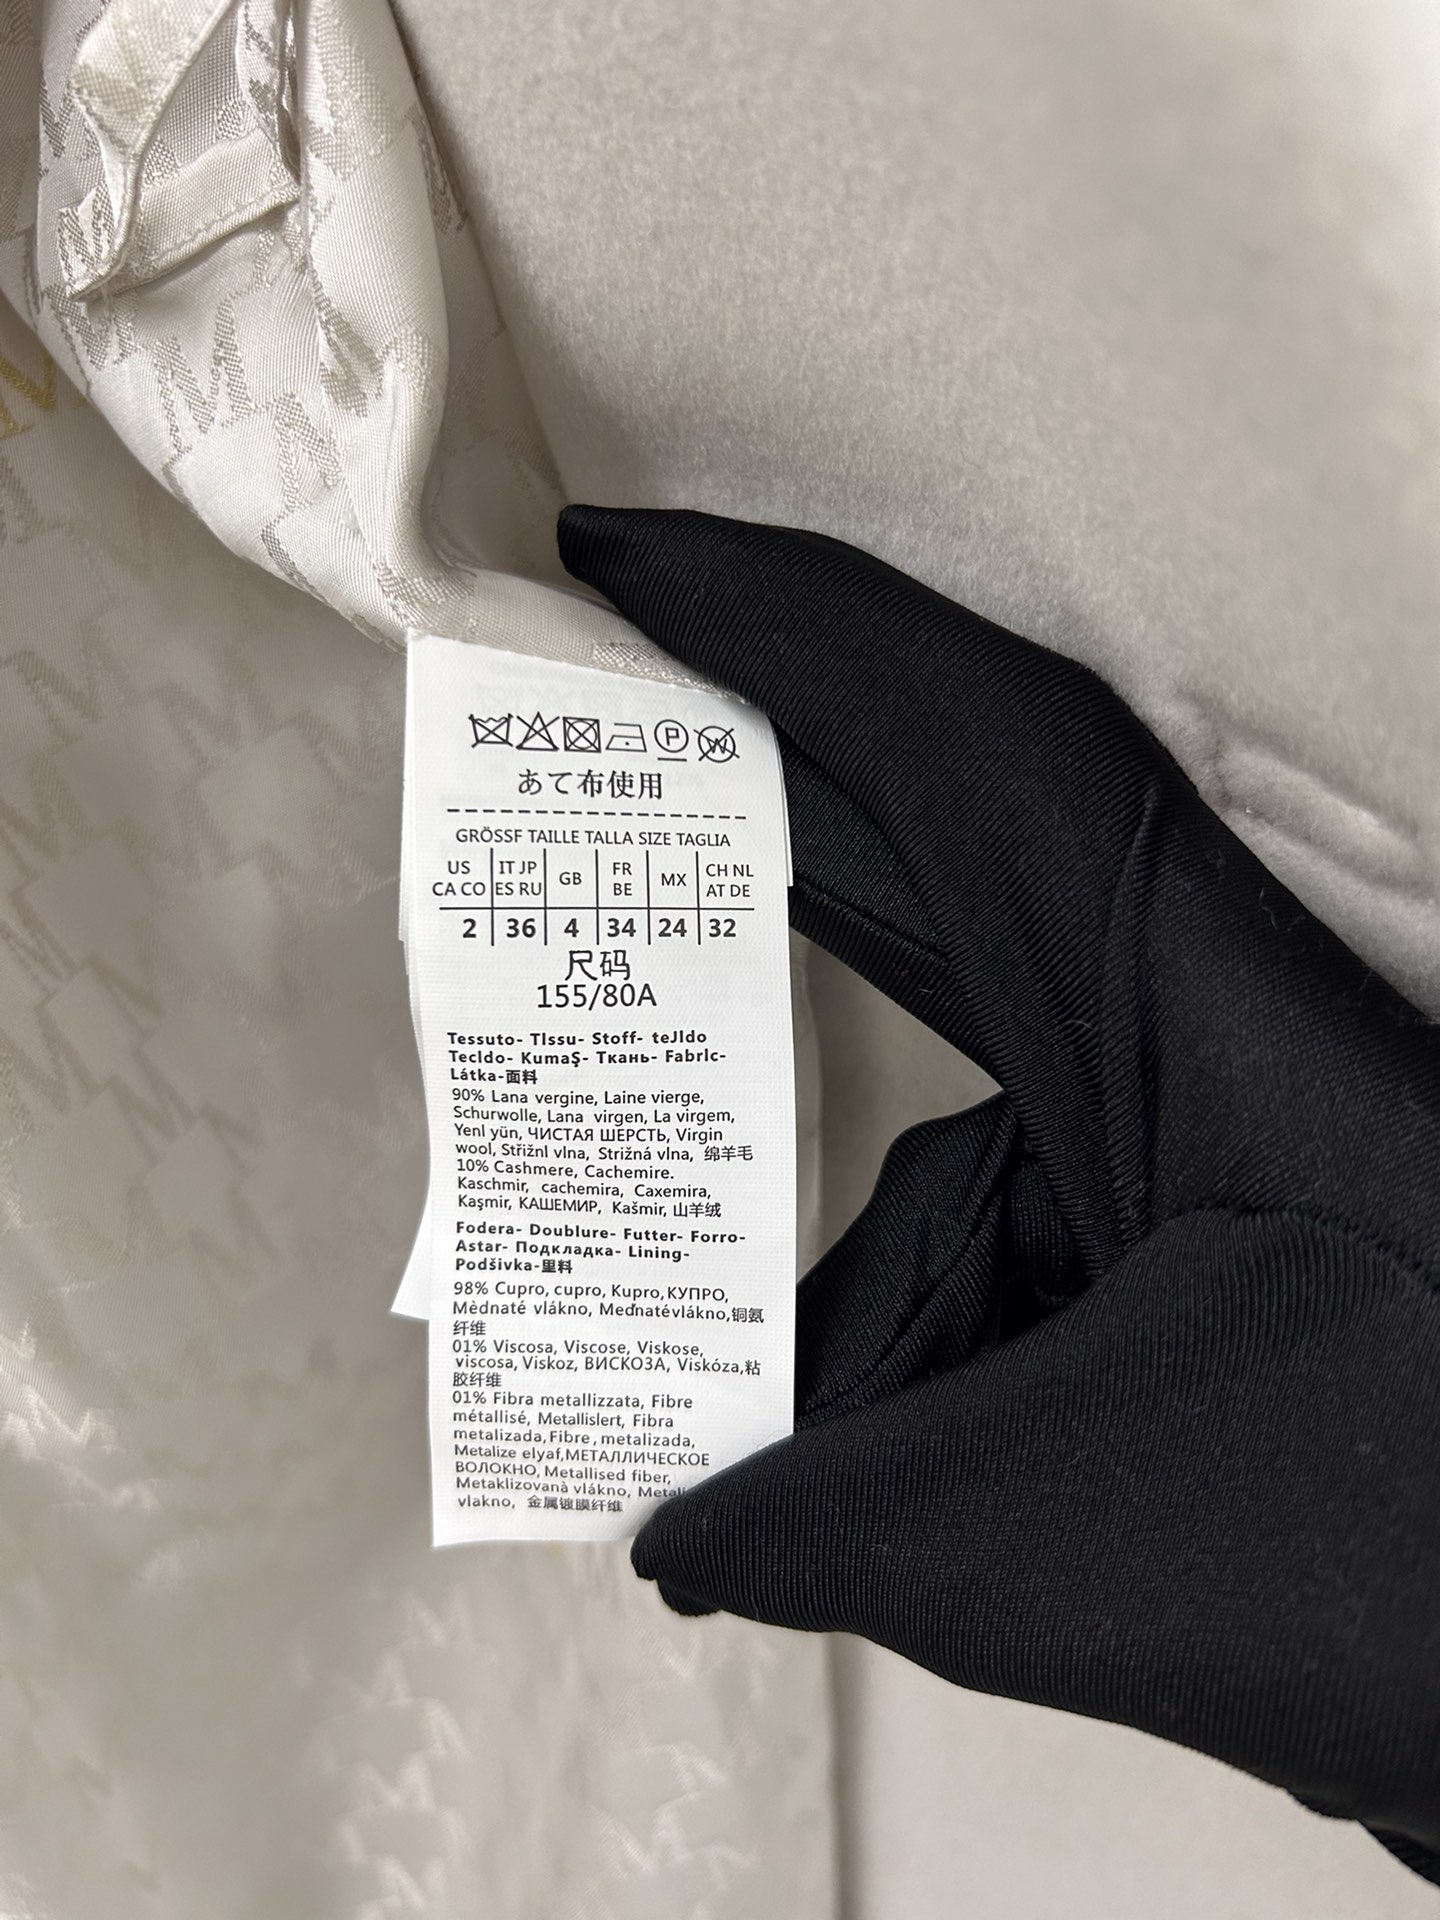 あて布使用
GRÖSSF TAILLE TALLA SIZE TAGLIA
US CA CO IT JP ES RU GB FR BE MX CH NL AT DE
2 36 4 34 24 32
尺码
155/80A
Tessuto- TIssu- Stoff- teJIdo
TecIdo- KumaŞ- Ткань- FabrIc-
Látka-面料
90% Lana vergine, Laine vierge,
Schurwolle, Lana virgen, La virgem,
YenI yün, ЧИСТАЯ ШЕРСТЬ, Virgin
wool, StřižnI vlna, Strižná vlna, 绵羊毛
10% Cashmere, Cachemire.
Kaschmir, cachemira, Caxemira,
Kaşmir, КАШЕМИР, Kašmir, 山羊绒
Fodera- Doublure- Futter- Forro-
Astar- Подкладка- Lining-
Podšivka-里料
98% Cupro, cupro, Kupro,КУПРО,
Mèdnaté vlákno, Meďnatévlákno,铜氨
纤维
01% Viscosa, Viscose, Viskose,
viscosa, Viskoz, ВИСКОЗА, Viskóza,粘
胶纤维
01% Fibra metallizzata, Fibre
métallisé, MetallisIert, Fibra
metalizada, Fibre, metalizada,
Metalize elyaf,МЕТАЛЛИЧЕСКОЕ
ВОЛОКНО, Metallised fiber,
Metaklizovanà vlákno,
vlakno, 金属镀膜纤维